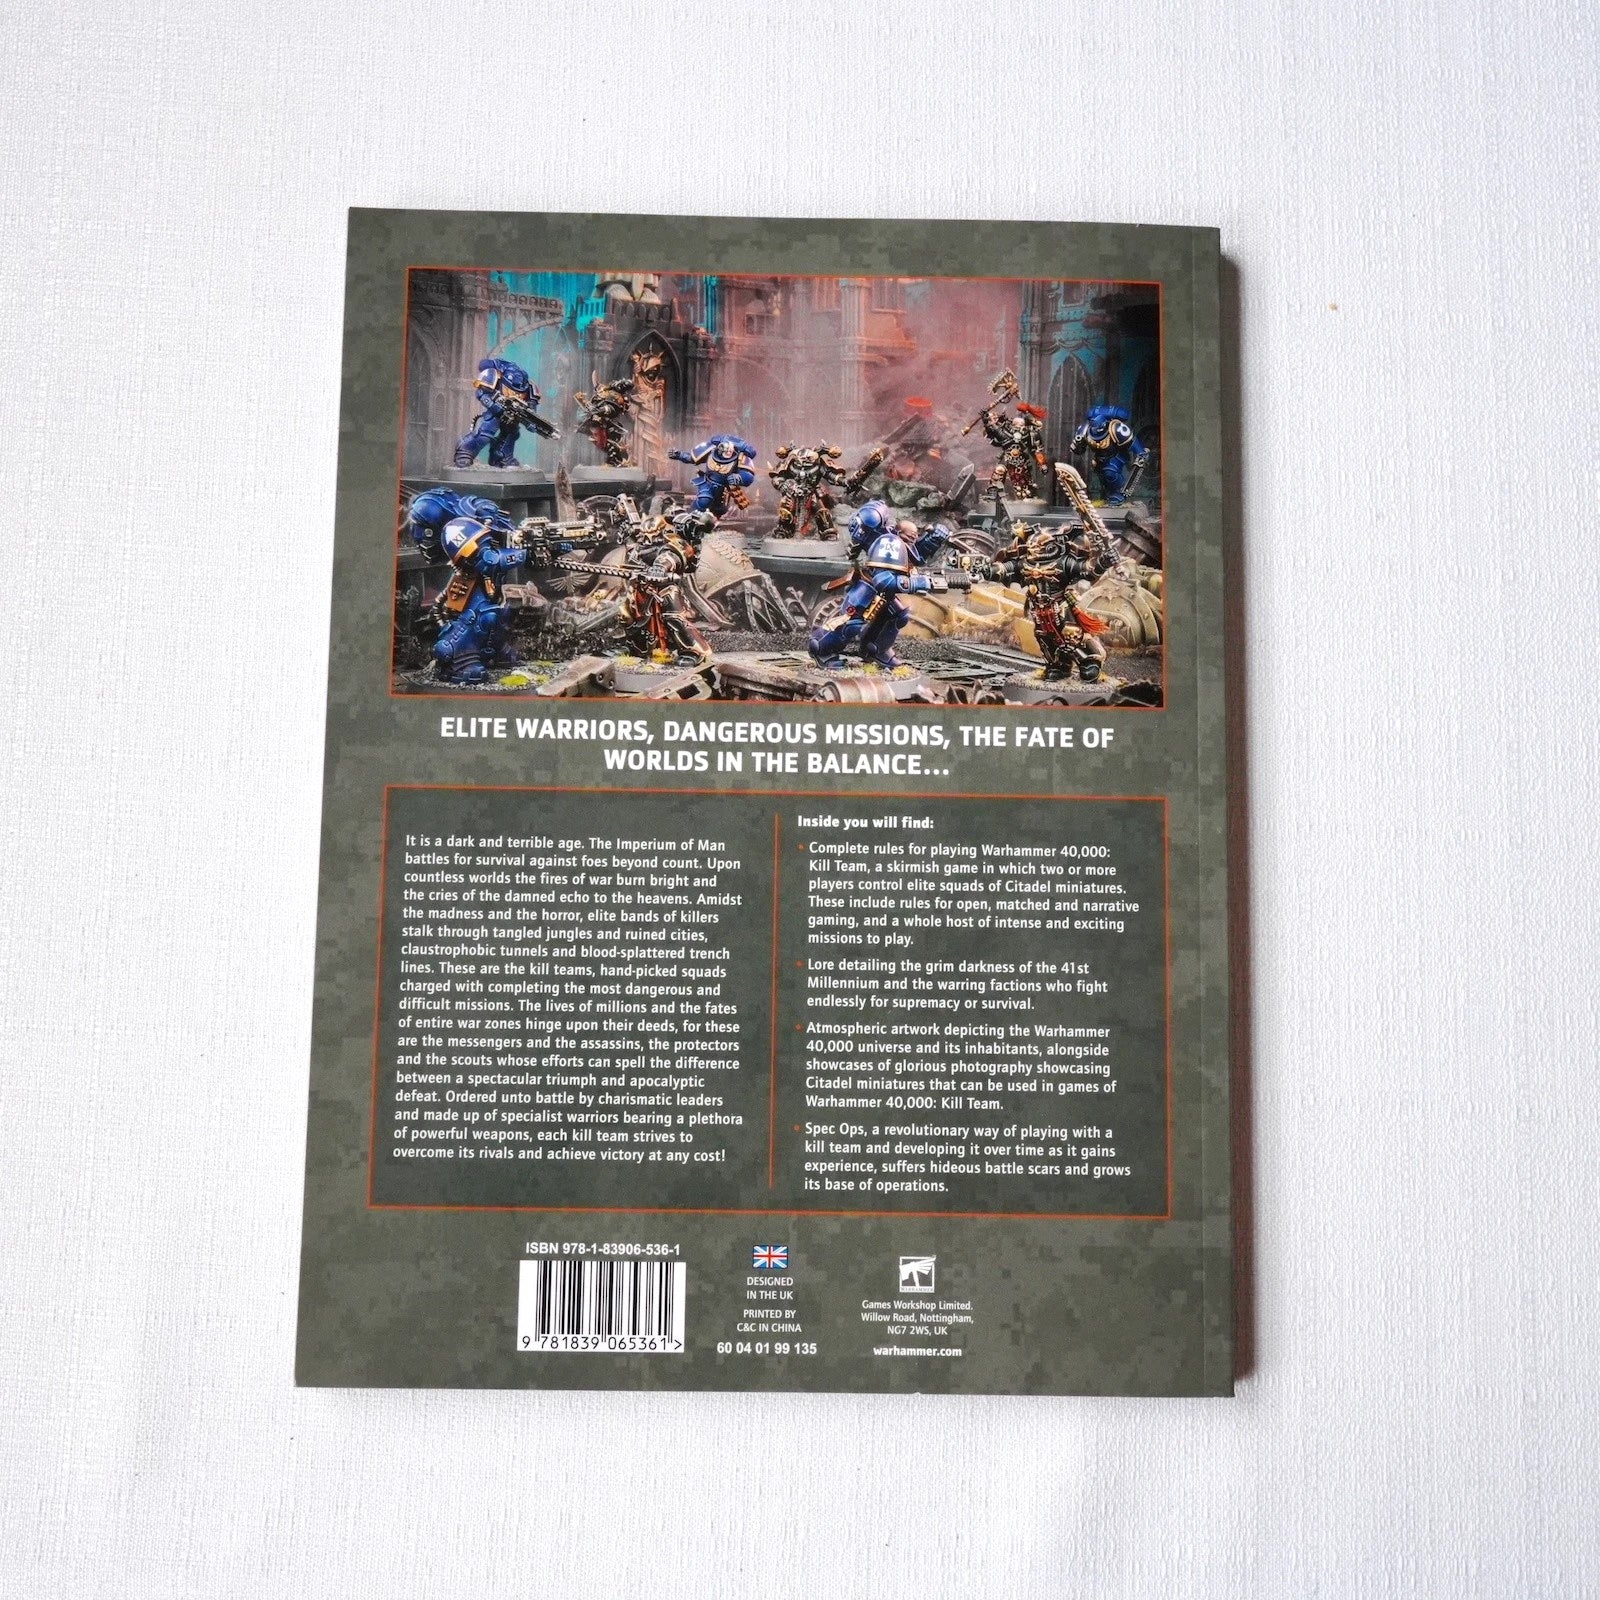 ELITE WARRIORS, DANGEROUS MISSIONS, THE FATE OF
WORLDS IN THE BALANCE...
It is a dark and terrible age. The Imperium of Man
battles for survival against foes beyond count. Upon
countless worlds the fires of war burn bright and
the cries of the damned echo to the heavens. Amidst
the madness and the horror, elite bands of killers
stalk through tangled jungles and ruined cities,
claustrophobic tunnels and blood-splattered trench
lines. These are the kill teams, hand-picked squads
charged with completing the most dangerous and
difficult missions. The lives of millions and the fates
of entire war zones hinge upon their deeds, for these
are the messengers and the assassins, the protectors
and the scouts whose efforts can spell the difference
between a spectacular triumph and apocalyptic
defeat. Ordered unto battle by charismatic leaders
and made up of specialist warriors bearing a plethora
of powerful weapons, each kill team strives to
overcome its rivals and achieve victory at any cost!
Inside you will find:
• Complete rules for playing Warhammer 40,000:
Kill Team, a skirmish game in which two or more
players control elite squads of Citadel miniatures.
These include rules for open, matched and narrative
gaming, and a whole host of intense and exciting
missions to play.
• Lore detailing the grim darkness of the 41st
Millennium and the warring factions who fight
endlessly for supremacy or survival.
• Atmospheric artwork depicting the Warhammer
40,000 universe and its inhabitants, alongside
showcases of glorious photography showcasing
Citadel miniatures that can be used in games of
Warhammer 40,000: Kill Team.
• Spec Ops, a revolutionary way of playing with a
kill team and developing it over time as it gains
experience, suffers hideous battle scars and grows
its base of operations.
ISBN 978-1-83906-536-1
9 781839 065361 >
DESIGNED
IN THE UK
PRINTED BY
C&C IN CHINA
60 04 01 99 135
WARHAMMER
Games Workshop Limited.
Willow Road, Nottingham,
NG7 2WS, UK
warhammer.com